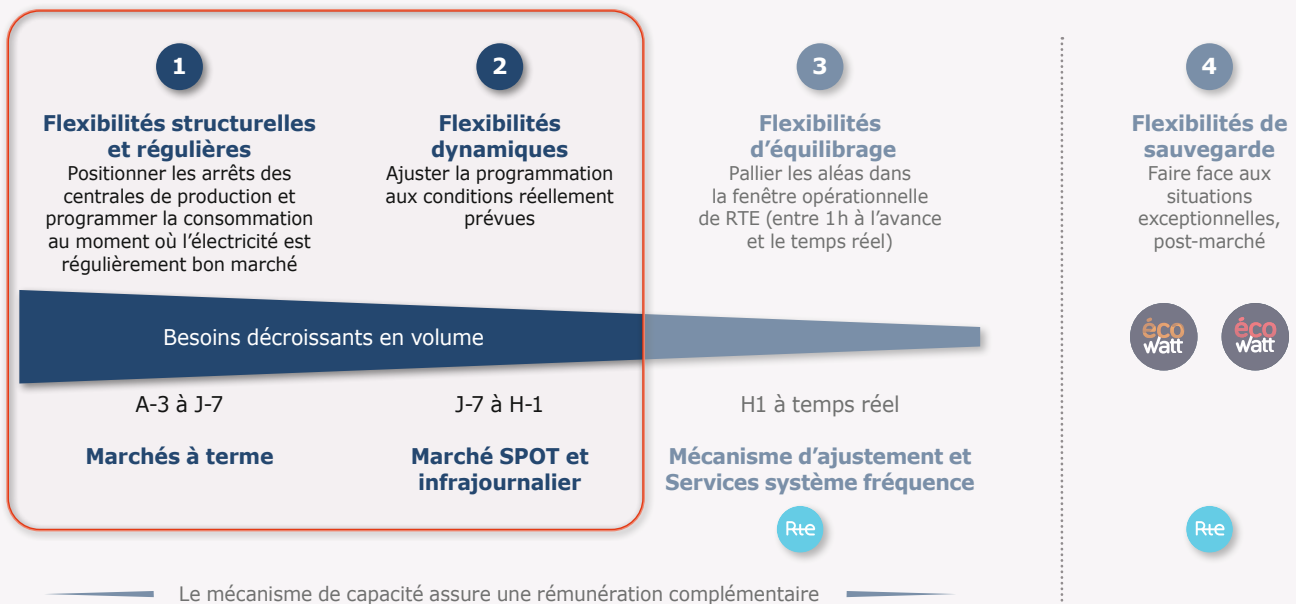 1
Flexibilités structurelles
et régulières
Positionner les arrêts des
centrales de production et
programmer la consommation
au moment où l'électricité est
régulièrement bon marché
2
Flexibilités
dynamiques
Ajuster la programmation
aux conditions réellement
prévues
3
Flexibilités
d'équilibrage
Pallier les aléas dans
la fenêtre opérationnelle
de RTE (entre 1h à l'avance
et le temps réel)
4
Flexibilités de
sauvegarde
Faire face aux
situations
exceptionnelles,
post-marché
Besoins décroissants en volume
éco
watt
éco
watt
A-3 à J-7
J-7 à H-1
H1 à temps réel
Marchés à terme
Marché SPOT et
infrajournalier
Mécanisme d'ajustement et
Services système fréquence
Rte
Rte
Le mécanisme de capacité assure une rémunération complémentaire